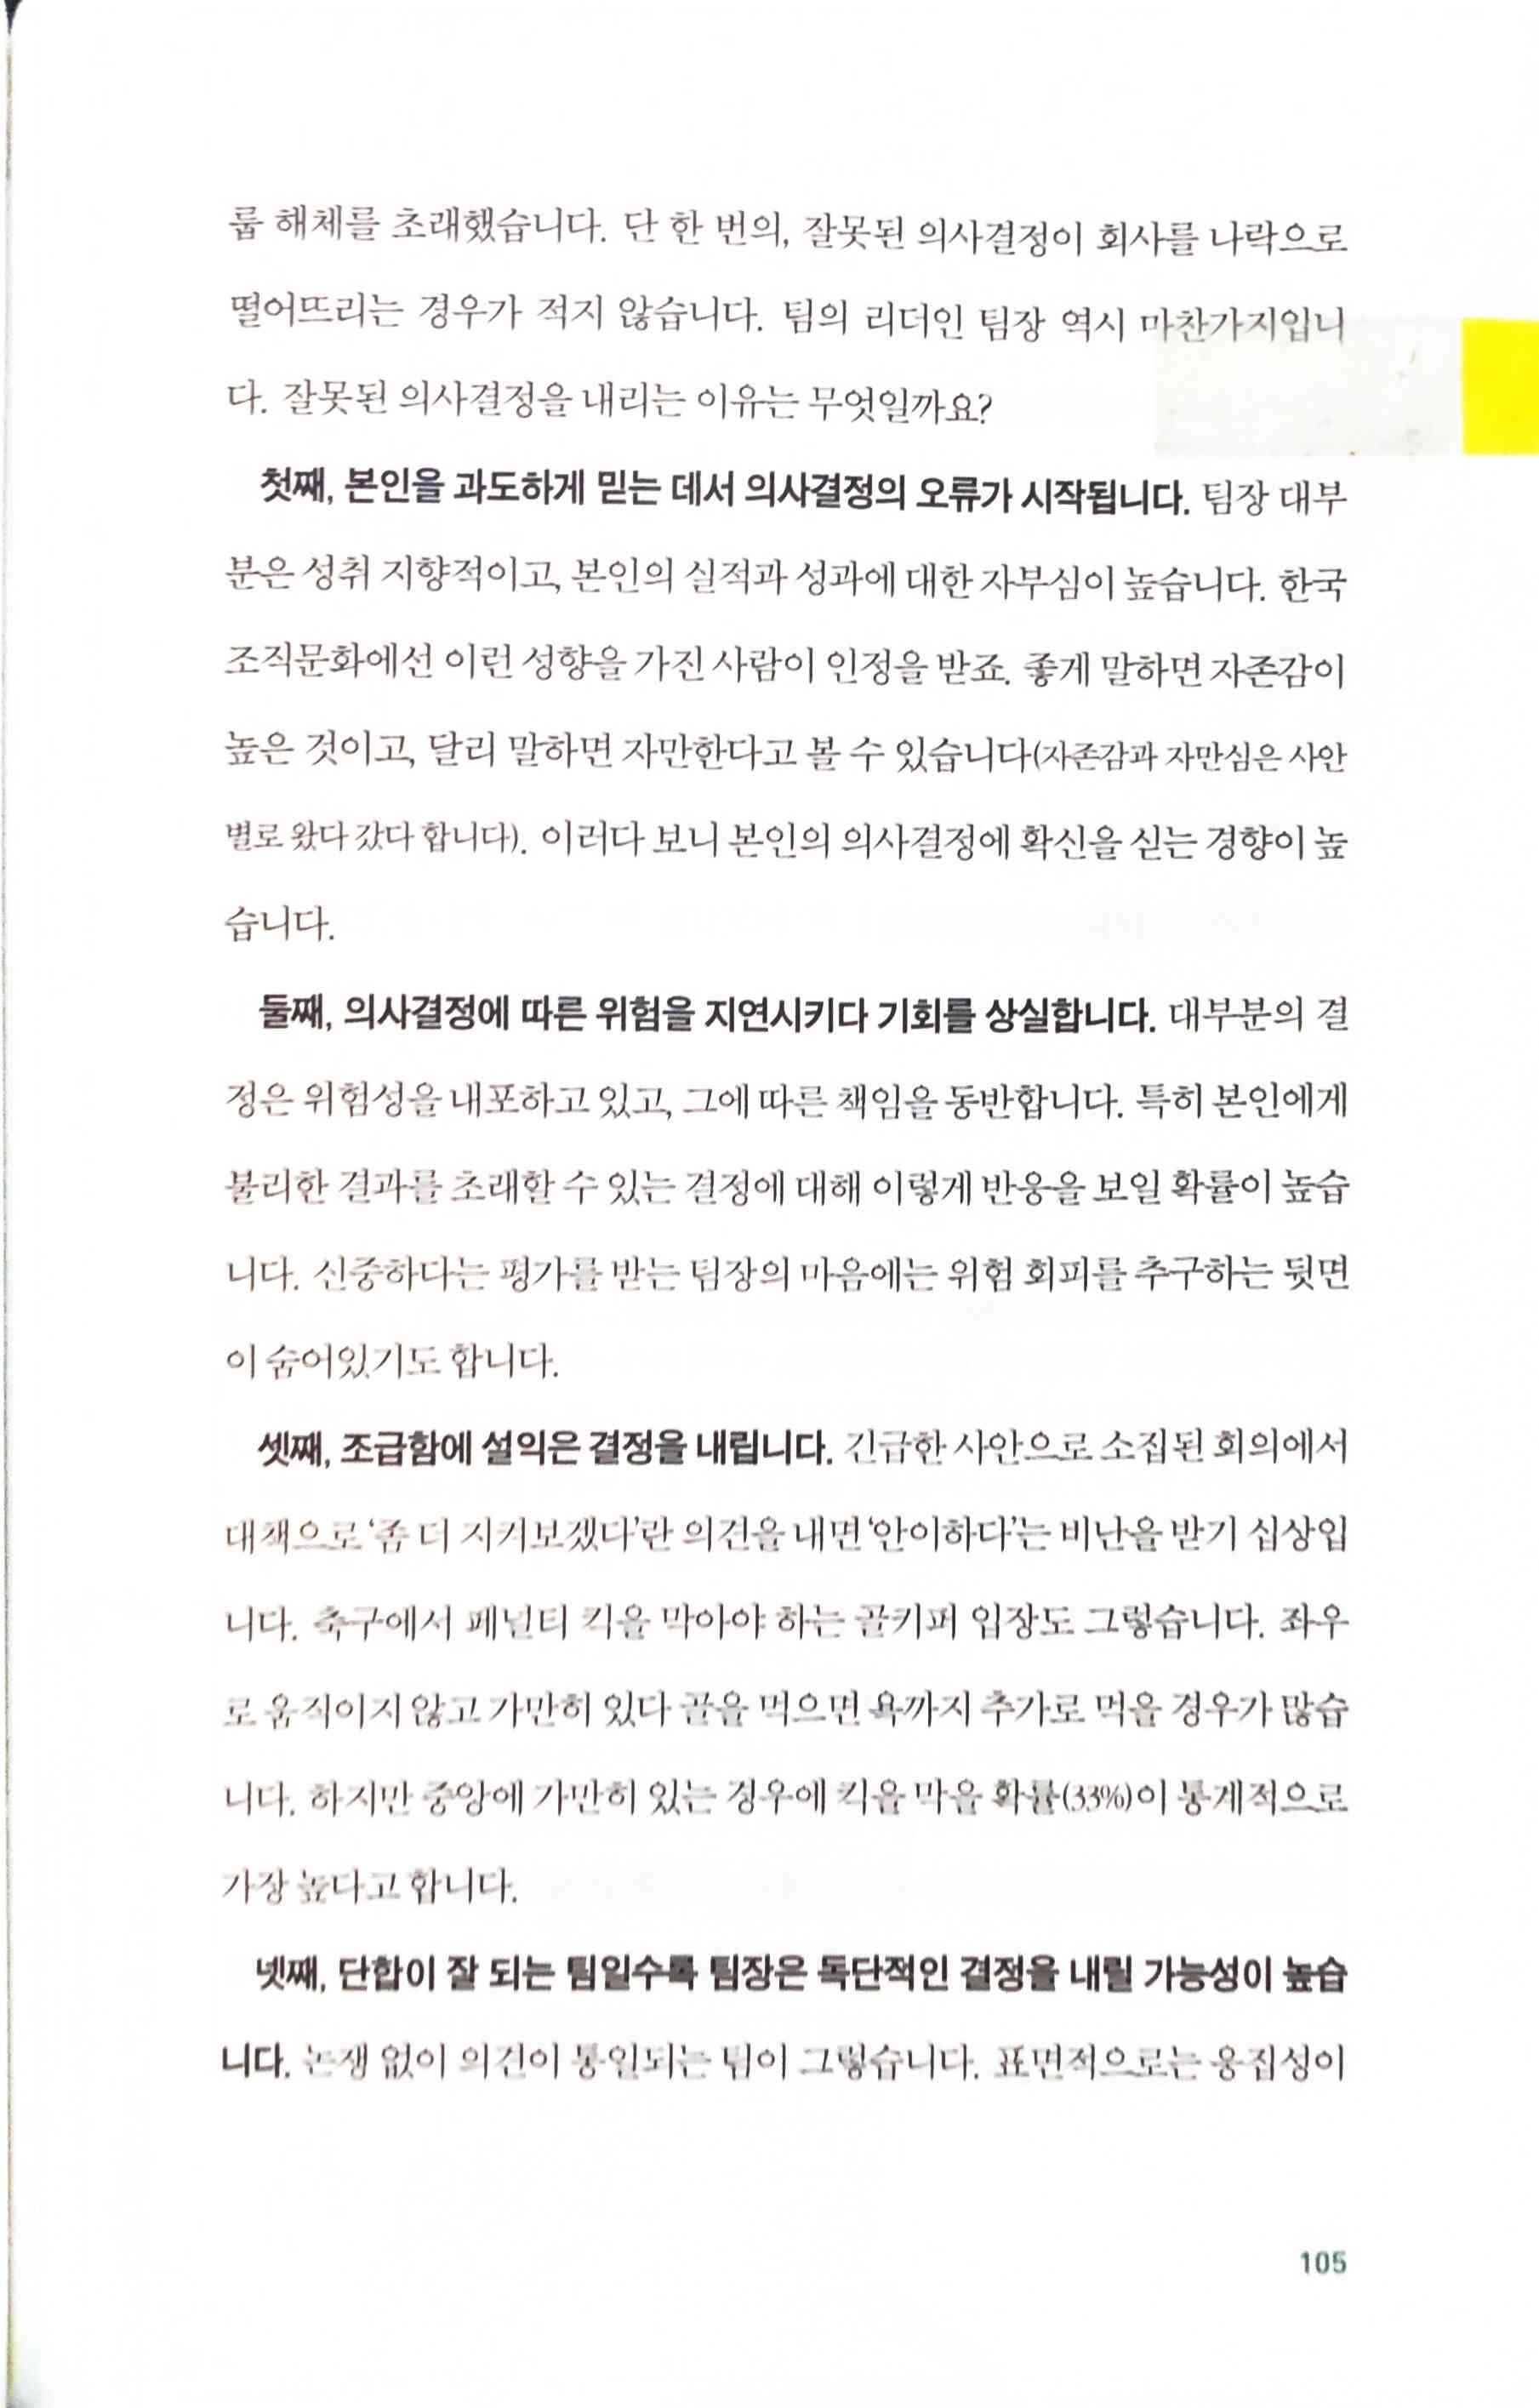 룹 해체를 초래했습니다. 단 한 번의, 잘못된 의사결정이 회사를 나락으로
떨어뜨리는 경우가 적지 않습니다. 팀의 리더인 팀장 역시 마찬가지입니
다. 잘못된 의사결정을 내리는 이유는 무엇일까요?
첫째, 본인을 과도하게 믿는 데서 의사결정의 오류가 시작됩니다. 팀장 대부
분은 성취 지향적이고, 본인의 실적과 성과에 대한 자부심이 높습니다. 한국
조직문화에선 이런 성향을 가진 사람이 인정을 받죠. 좋게 말하면 자존감이
높은 것이고, 달리 말하면 자만한다고 볼 수 있습니다(자존감과 자만심은 사안
별로 왔다 갔다 합니다). 이러다 보니 본인의 의사결정에 확신을 싣는 경향이 높
습니다.
둘째, 의사결정에 따른 위험을 지연시키다 기회를 상실합니다. 대부분의 결
정은 위험성을 내포하고 있고, 그에 따른 책임을 동반합니다. 특히 본인에게
불리한 결과를 초래할 수 있는 결정에 대해 이렇게 반응을 보일 확률이 높습
니다. 신중하다는 평가를 받는 팀장의 마음에는 위험 회피를 추구하는 뒷면
이 숨어있기도 합니다.
셋째, 조급함에 설익은 결정을 내립니다. 긴급한 사안으로 소집된 회의에서
대책으로 ‘좀 더 지켜보겠다’란 의견을 내면 ‘안이하다’는 비난을 받기 십상입
니다. 축구에서 페널티 킥을 막아야 하는 골키퍼 입장도 그렇습니다. 좌우
로 움직이지 않고 가만히 있다 골을 먹으면 욕까지 추가로 먹을 경우가 많습
니다. 하지만 중앙에 가만히 있는 경우에 킥을 막을 확률(33%)이 통계적으로
가장 높다고 합니다.
넷째, 단합이 잘 되는 팀일수록 팀장은 독단적인 결정을 내릴 가능성이 높습
니다. 논쟁 없이 의견이 통일되는 팀이 그렇습니다. 표면적으로는 응집성이
105